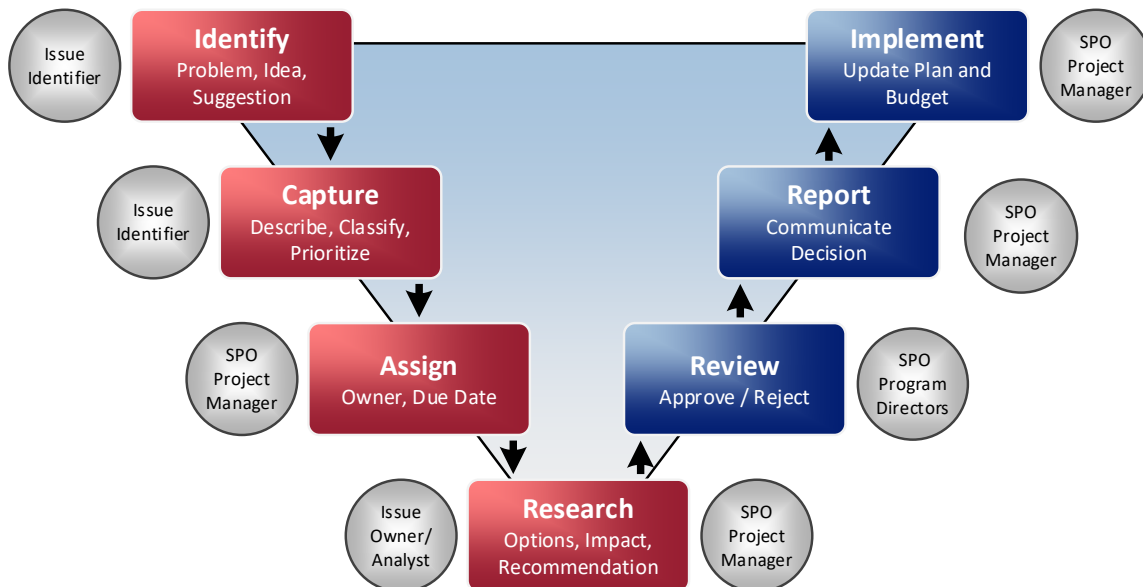 Issue
Identifier
Identify
Problem, Idea,
Suggestion
Implement
Update Plan and
Budget
SPO
Project
Manager
Issue
Identifier
Capture
Describe, Classify,
Prioritize
Report
Communicate
Decision
SPO
Project
Manager
SPO
Project
Manager
Assign
Owner, Due Date
Review
Approve / Reject
SPO
Program
Directors
Issue
Owner/
Analyst
Research
Options, Impact,
Recommendation
SPO
Project
Manager